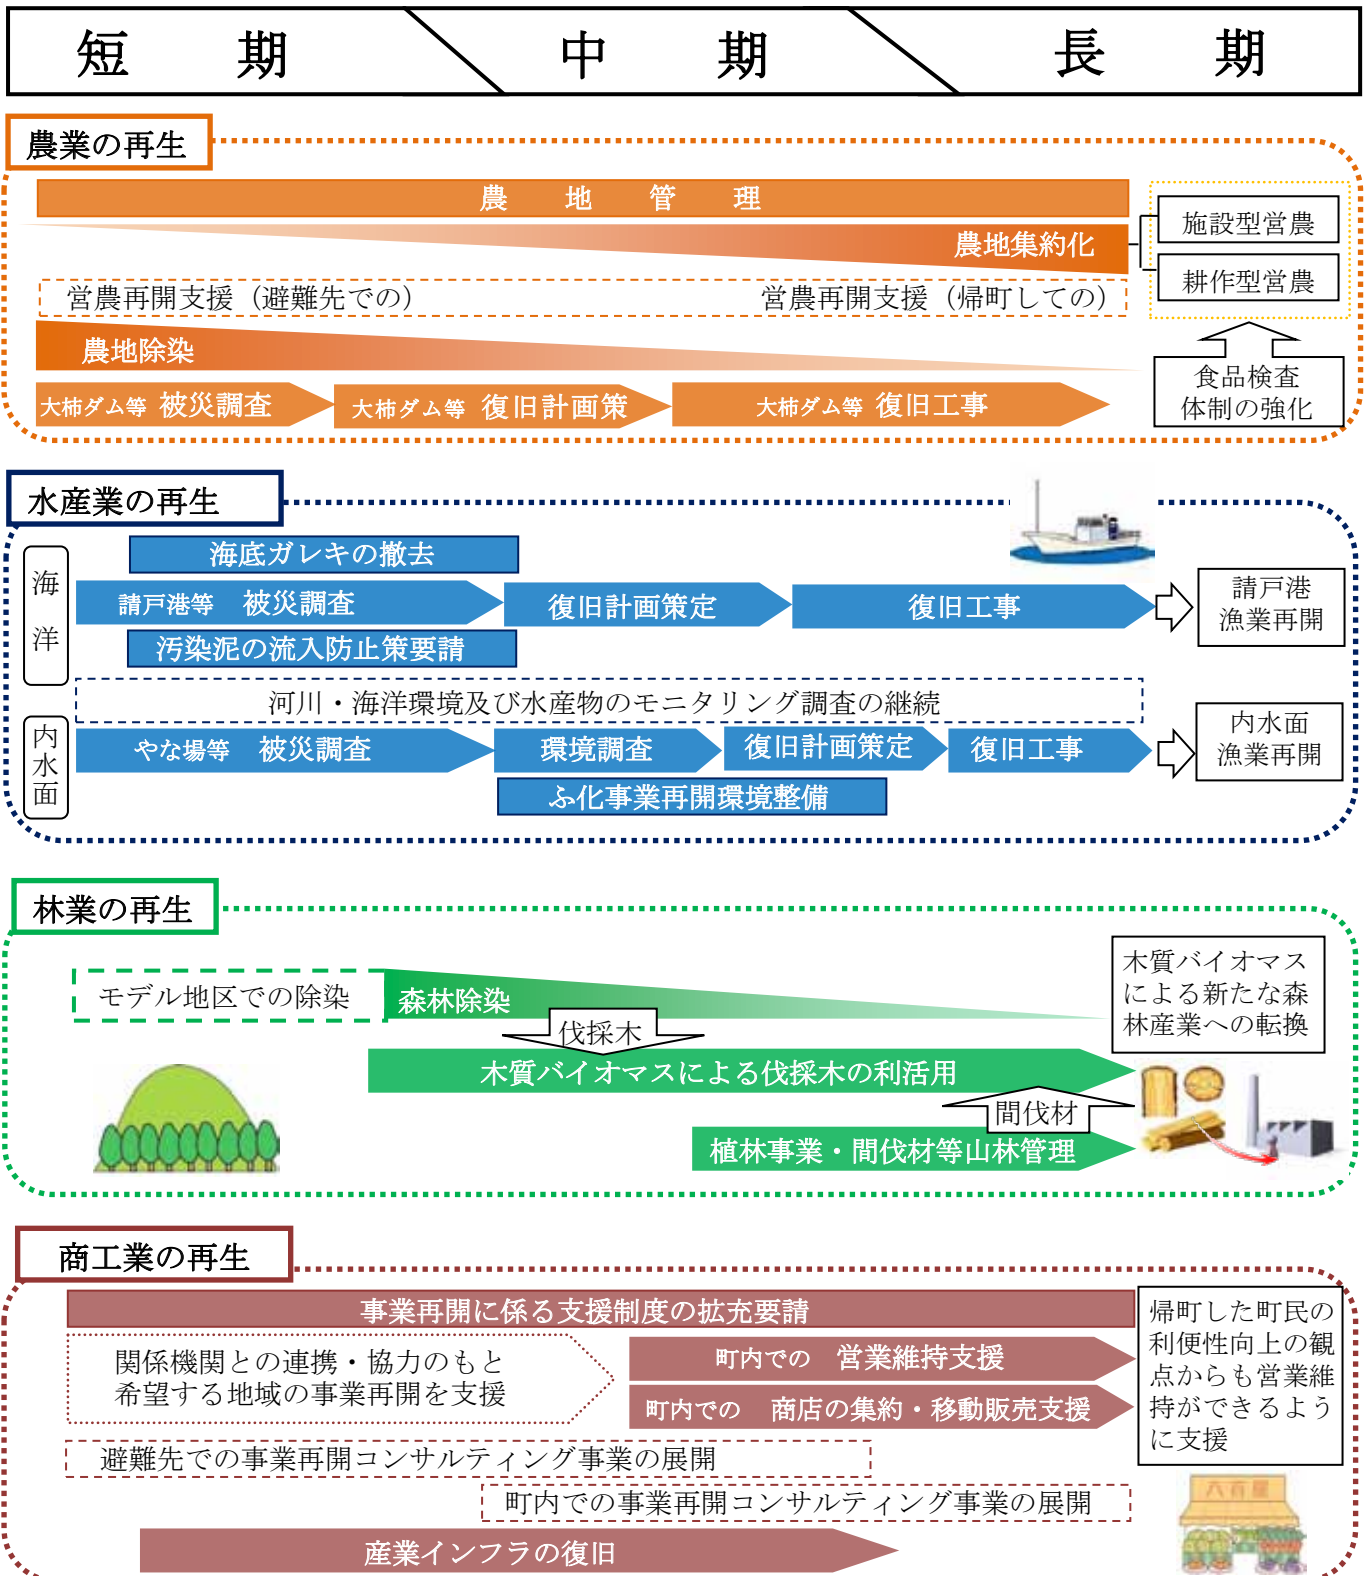 短期 中期 長期
農業の再生
農地管理
農地集約化
施設型営農
耕作型営農
営農再開支援（避難先での） 営農再開支援（帰町しての）
農地除染
食品検査
体制の強化
大柿ダム等 被災調査 大柿ダム等 復旧計画策 大柿ダム等 復旧工事
水産業の再生
海洋
海底ガレキの撤去
請戸港等 被災調査 復旧計画策定 復旧工事
請戸港
漁業再開
汚染泥の流入防止策要請
河川・海洋環境及び水産物のモニタリング調査の継続
内水面
やな場等 被災調査 環境調査 復旧計画策定 復旧工事
内水面
漁業再開
ふ化事業再開環境整備
林業の再生
モデル地区での除染 森林除染
木質バイオマス
による新たな森
林産業への転換
伐採木
木質バイオマスによる伐採木の利活用
間伐材
植林事業・間伐材等山林管理
商工業の再生
事業再開に係る支援制度の拡充要請
関係機関との連携・協力のもと
希望する地域の事業再開を支援
町内での 営業維持支援
町内での 商店の集約・移動販売支援
帰町した町民の
利便性向上の観
点からも営業維
持ができるよう
に支援
避難先での事業再開コンサルティング事業の展開
町内での事業再開コンサルティング事業の展開
八百屋
産業インフラの復旧